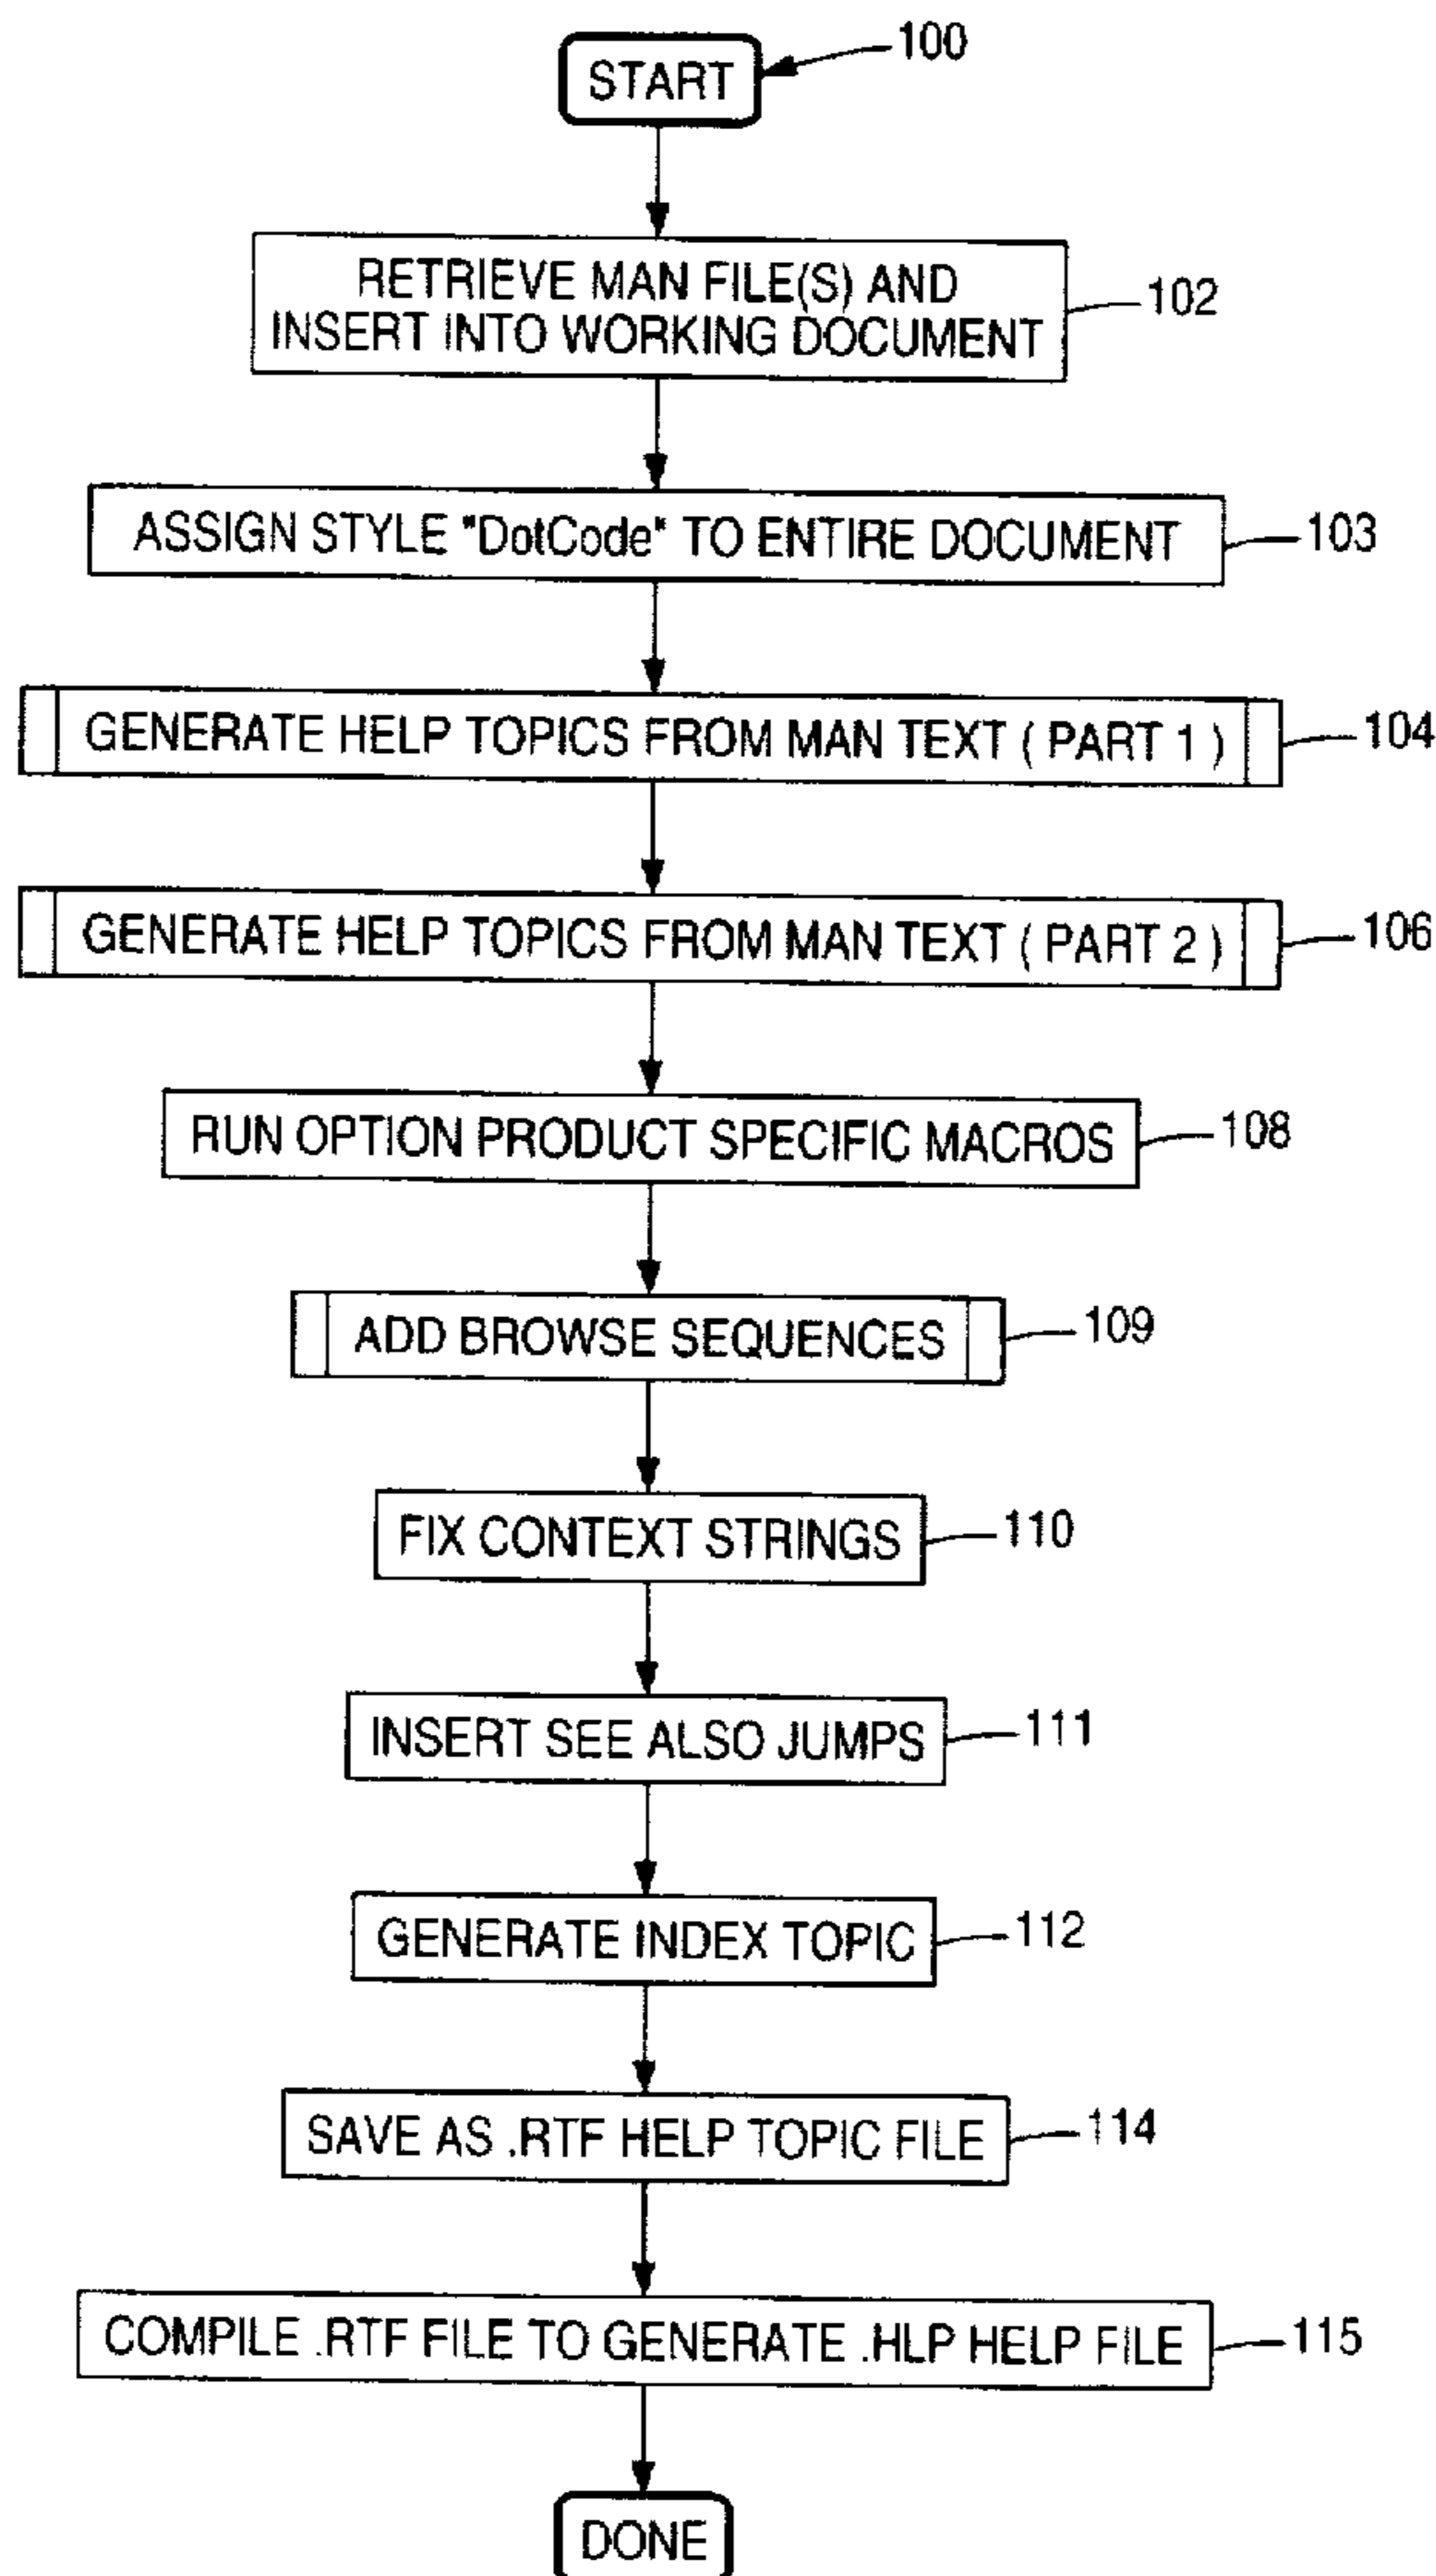 START
100
RETRIEVE MAN FILE(S) AND
INSERT INTO WORKING DOCUMENT
102
ASSIGN STYLE "DotCode" TO ENTIRE DOCUMENT
103
GENERATE HELP TOPICS FROM MAN TEXT ( PART 1 )
104
GENERATE HELP TOPICS FROM MAN TEXT ( PART 2 )
106
RUN OPTION PRODUCT SPECIFIC MACROS
108
ADD BROWSE SEQUENCES
109
FIX CONTEXT STRINGS
110
INSERT SEE ALSO JUMPS
111
GENERATE INDEX TOPIC
112
SAVE AS .RTF HELP TOPIC FILE
114
COMPILE .RTF FILE TO GENERATE .HLP HELP FILE
115
DONE